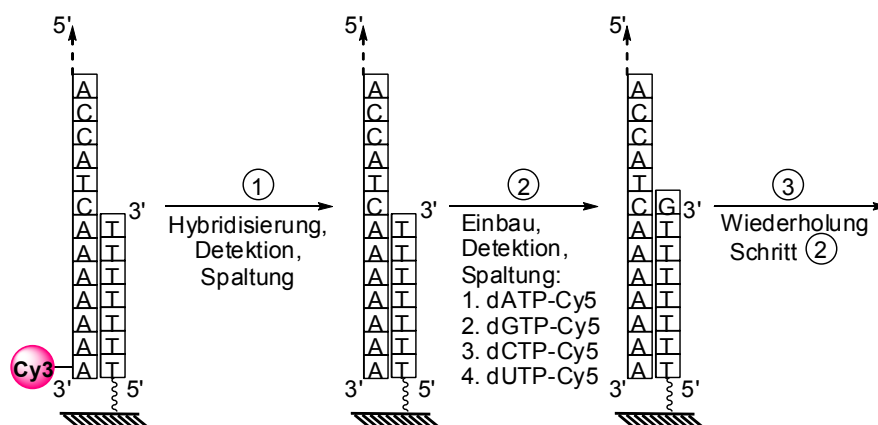 5'
A
C
C
A
T
C
A
A
A
A
A
A
A
3'
T
T
T
T
T
T
T
Cy3
3'
5'
1
Hybridisierung,
Detektion,
Spaltung
5'
A
C
C
A
T
C
A
A
A
A
A
A
A
3'
T
T
T
T
T
T
T
3'
5'
2
Einbau,
Detektion,
Spaltung:
1. dATP-Cy5
2. dGTP-Cy5
3. dCTP-Cy5
4. dUTP-Cy5
5'
A
C
C
A
T
C
A
A
A
A
A
A
A
G
3'
T
T
T
T
T
T
T
3'
5'
3
Wiederholung
Schritt 2